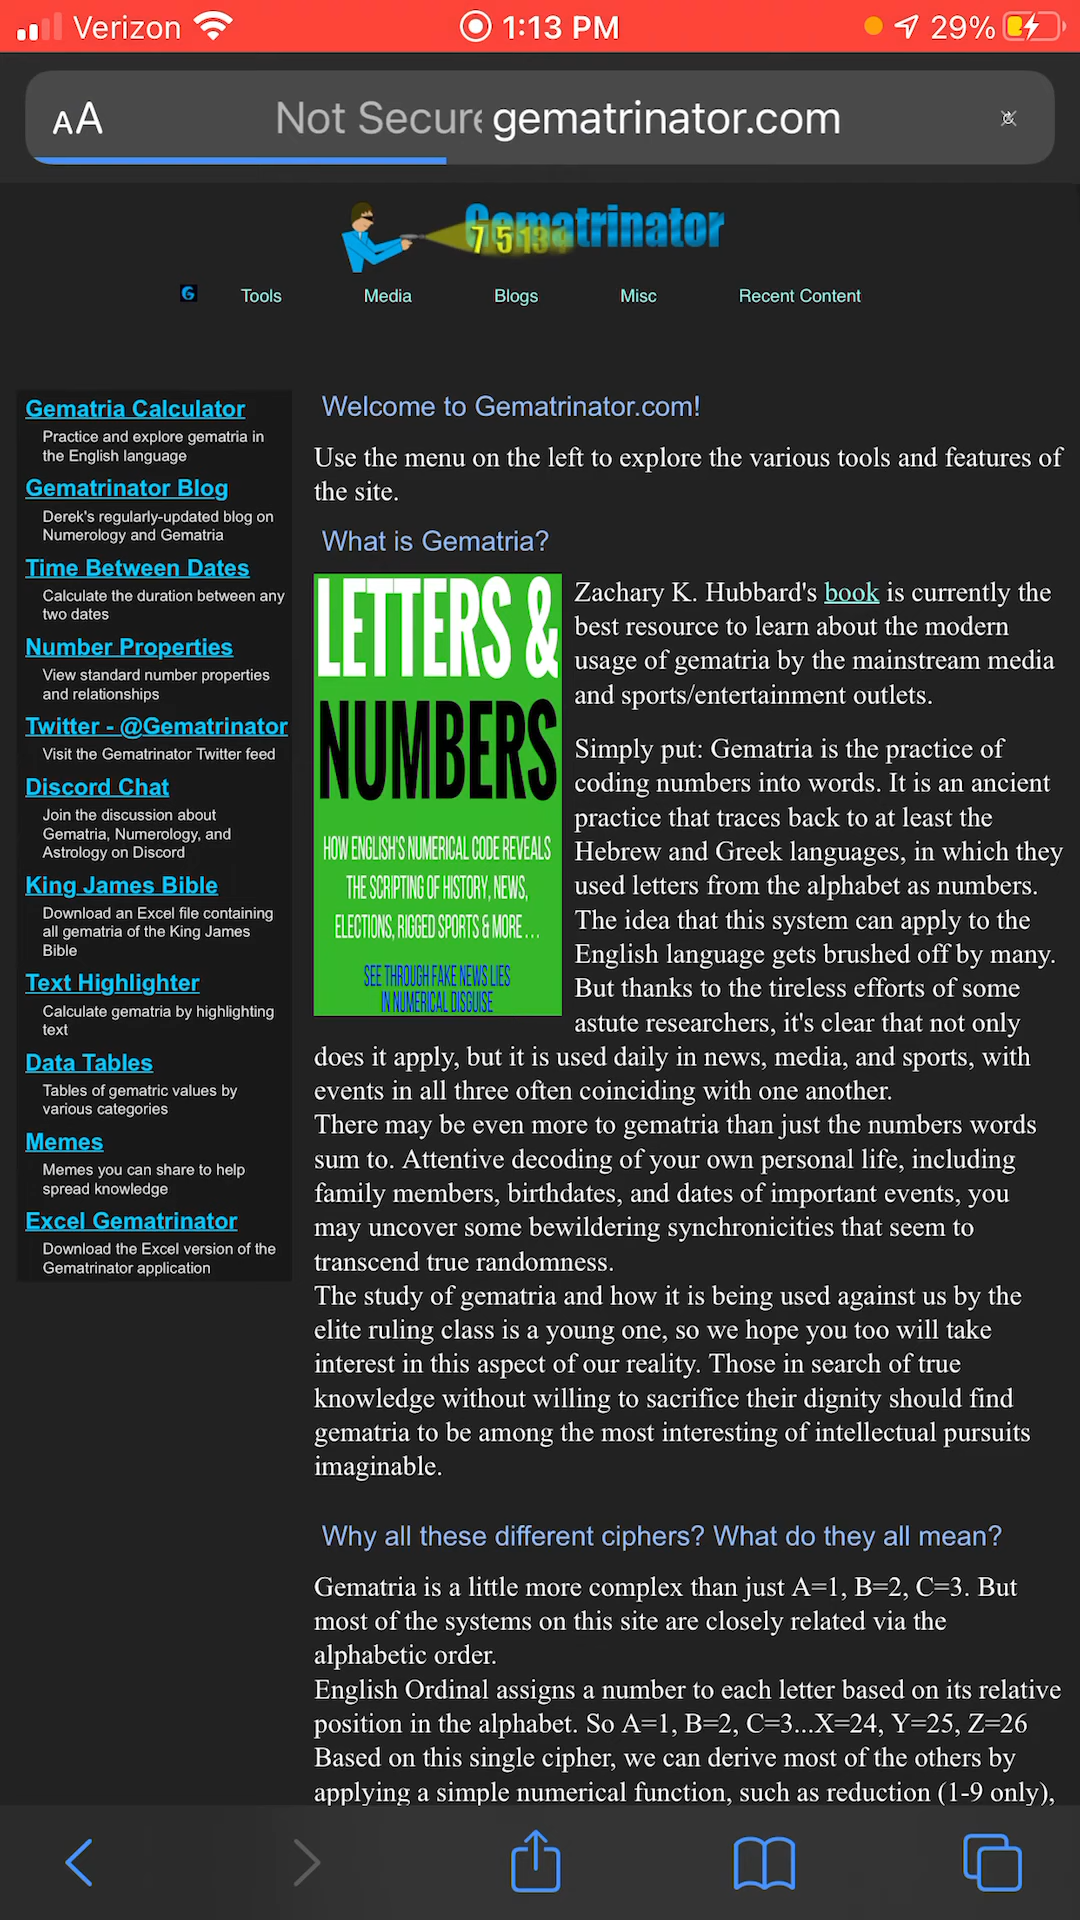 Verizon
1:13 PM
29%
AA
Not Secure
gematrinator.com
Gematrinator
7 5 13
G
Tools
Media
Blogs
Misc
Recent Content
Gematria Calculator
Practice and explore gematria in
the English language
Gematrinator Blog
Derek's regularly-updated blog on
Numerology and Gematria
Time Between Dates
Calculate the duration between any
two dates
Number Properties
View standard number properties
and relationships
Twitter - @Gematrinator
Visit the Gematrinator Twitter feed
Discord Chat
Join the discussion about
Gematria, Numerology, and
Astrology on Discord
King James Bible
Download an Excel file containing
all gematria of the King James
Bible
Text Highlighter
Calculate gematria by highlighting
text
Data Tables
Tables of gematric values by
various categories
Memes
Memes you can share to help
spread knowledge
Excel Gematrinator
Download the Excel version of the
Gematrinator application
Welcome to Gematrinator.com!
Use the menu on the left to explore the various tools and features of
the site.
What is Gematria?
LETTERS &
NUMBERS
HOW ENGLISH'S NUMERICAL CODE REVEALS
THE SCRIPTING OF HISTORY, NEWS,
ELECTIONS, RIGGED SPORTS & MORE . . .
SEE THROUGH FAKE NEWS LIES
IN NUMERICAL DISGUISE
Zachary K. Hubbard's book is currently the
best resource to learn about the modern
usage of gematria by the mainstream media
and sports/entertainment outlets.
Simply put: Gematria is the practice of
coding numbers into words. It is an ancient
practice that traces back to at least the
Hebrew and Greek languages, in which they
used letters from the alphabet as numbers.
The idea that this system can apply to the
English language gets brushed off by many.
But thanks to the tireless efforts of some
astute researchers, it's clear that not only
does it apply, but it is used daily in news, media, and sports, with
events in all three often coinciding with one another.
There may be even more to gematria than just the numbers words
sum to. Attentive decoding of your own personal life, including
family members, birthdates, and dates of important events, you
may uncover some bewildering synchronicities that seem to
transcend true randomness.
The study of gematria and how it is being used against us by the
elite ruling class is a young one, so we hope you too will take
interest in this aspect of our reality. Those in search of true
knowledge without willing to sacrifice their dignity should find
gematria to be among the most interesting of intellectual pursuits
imaginable.
Why all these different ciphers? What do they all mean?
Gematria is a little more complex than just A=1, B=2, C=3. But
most of the systems on this site are closely related via the
alphabetic order.
English Ordinal assigns a number to each letter based on its relative
position in the alphabet. So A=1, B=2, C=3...X=24, Y=25, Z=26
Based on this single cipher, we can derive most of the others by
applying a simple numerical function, such as reduction (1-9 only),